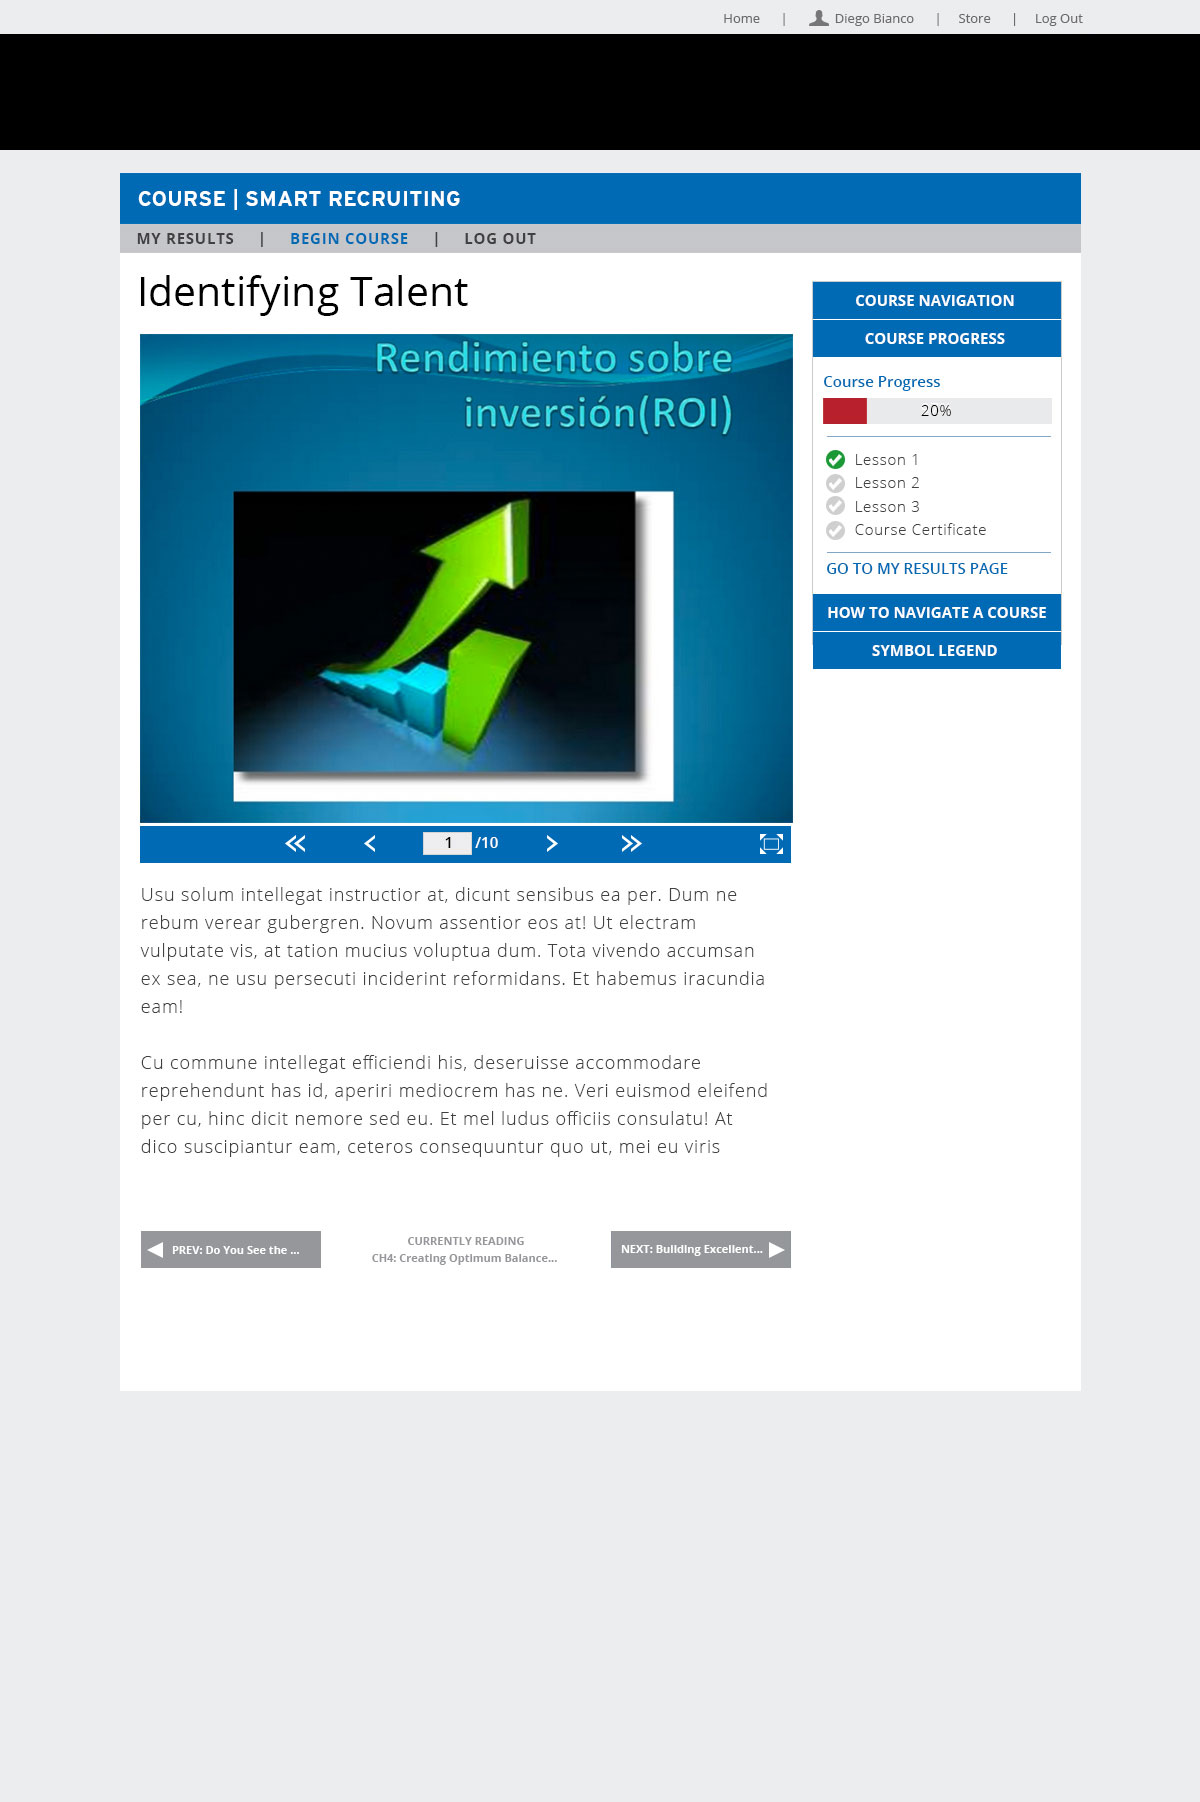 Home | Diego Bianco | Store | Log Out
COURSE | SMART RECRUITING
MY RESULTS | BEGIN COURSE | LOG OUT
Identifying Talent
Rendimiento sobre
inversión(ROI)
1 /10
Usu solum intellegat instructior at, dicunt sensibus ea per. Dum ne
rebum verear gubergren. Novum assentior eos at! Ut electram
vulputate vis, at tation mucius voluptua dum. Tota vivendo accumsan
ex sea, ne usu persecuti inciderint reformidans. Et habemus iracundia
eam!
Cu commune intellegat efficiendi his, deseruisse accommodare
reprehendunt has id, aperiri mediocrem has ne. Veri euismod eleifend
per cu, hinc dicit nemore sed eu. Et mel ludus officiis consulatu! At
dico suscipiantur eam, ceteros consequuntur quo ut, mei eu viris
PREV: Do You See the ...
CURRENTLY READING
CH4: Creating Optimum Balance...
NEXT: Building Excellent...
COURSE NAVIGATION
COURSE PROGRESS
Course Progress
20%
Lesson 1
Lesson 2
Lesson 3
Course Certificate
GO TO MY RESULTS PAGE
HOW TO NAVIGATE A COURSE
SYMBOL LEGEND